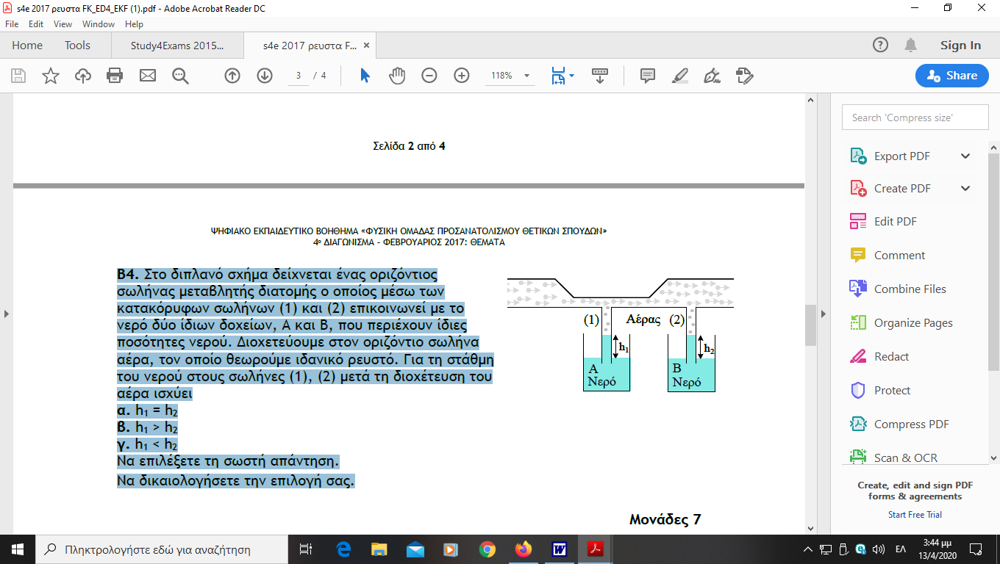 s4e 2017 ρευστα FK_ED4_EKF (1).pdf - Adobe Acrobat Reader DC
File Edit View Window Help
Home Tools Study4Exams 2015... s4e 2017 ρευστα F... × Sign In
3 / 4 118% Share
Search 'Compress size'
Export PDF
Create PDF
Edit PDF
Comment
Combine Files
Organize Pages
Redact
Protect
Compress PDF
Scan & OCR
Create, edit and sign PDF
forms & agreements
Start Free Trial
Σελίδα 2 από 4
ΨΗΦΙΑΚΟ ΕΚΠΑΙΔΕΥΤΙΚΟ ΒΟΗΘΗΜΑ «ΦΥΣΙΚΗ ΟΜΑΔΑΣ ΠΡΟΣΑΝΑΤΟΛΙΣΜΟΥ ΘΕΤΙΚΩΝ ΣΠΟΥΔΩΝ»
4ο ΔΙΑΓΩΝΙΣΜΑ – ΦΕΒΡΟΥΑΡΙΟΣ 2017: ΘΕΜΑΤΑ
Β4. Στο διπλανό σχήμα δείχνεται ένας οριζόντιος
σωλήνας μεταβλητής διατομής ο οποίος μέσω των
κατακόρυφων σωλήνων (1) και (2) επικοινωνεί με το
νερό δύο ίδιων δοχείων, Α και Β, που περιέχουν ίδιες
ποσότητες νερού. Διοχετεύουμε στον οριζόντιο σωλήνα
αέρα, τον οποίο θεωρούμε ιδανικό ρευστό. Για τη στάθμη
του νερού στους σωλήνες (1), (2) μετά τη διοχέτευση του
αέρα ισχύει
α. h₁ = h₂
β. h₁ > h₂
γ. h₁ < h₂
Να επιλέξετε τη σωστή απάντηση.
Να δικαιολογήσετε την επιλογή σας.
(1) Αέρας (2)
h₁ h₂
Α Β
Νερό Νερό
Μονάδες 7
Πληκτρολογήστε εδώ για αναζήτηση
ΕΛ
3:44 μμ
13/4/2020